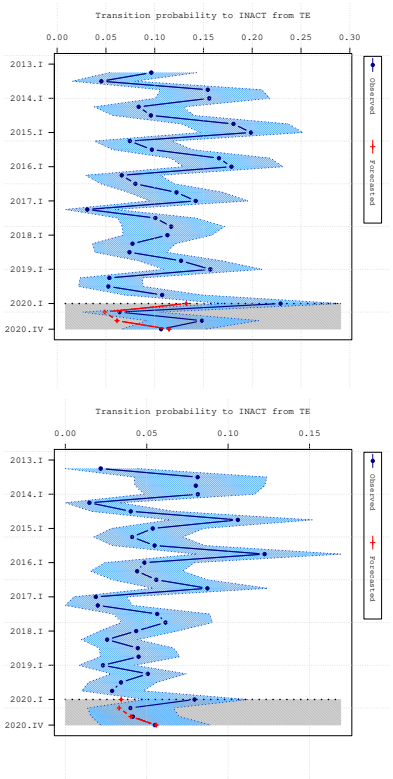 Transition probability to INACT from TE
0.00 0.05 0.10 0.15 0.20 0.25 0.30
2013.I
2014.I
2015.I
2016.I
2017.I
2018.I
2019.I
2020.I
2020.IV
Observed
Forecasted
Transition probability to INACT from TE
0.00 0.05 0.10 0.15
2013.I
2014.I
2015.I
2016.I
2017.I
2018.I
2019.I
2020.I
2020.IV
Observed
Forecasted